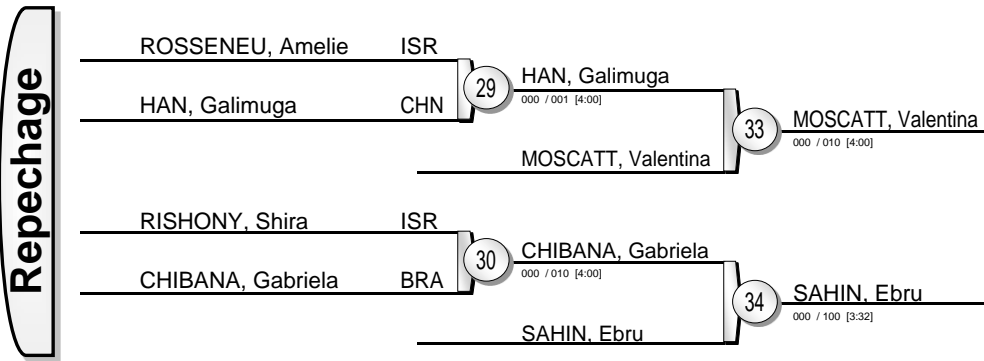 Repechage
ROSSENEU, Amelie ISR
HAN, Galimuga CHN
29
HAN, Galimuga
000 / 001 [4:00]
MOSCATT, Valentina
33
MOSCATT, Valentina
000 / 010 [4:00]
RISHONY, Shira ISR
CHIBANA, Gabriela BRA
30
CHIBANA, Gabriela
000 / 010 [4:00]
SAHIN, Ebru
34
SAHIN, Ebru
000 / 100 [3:32]